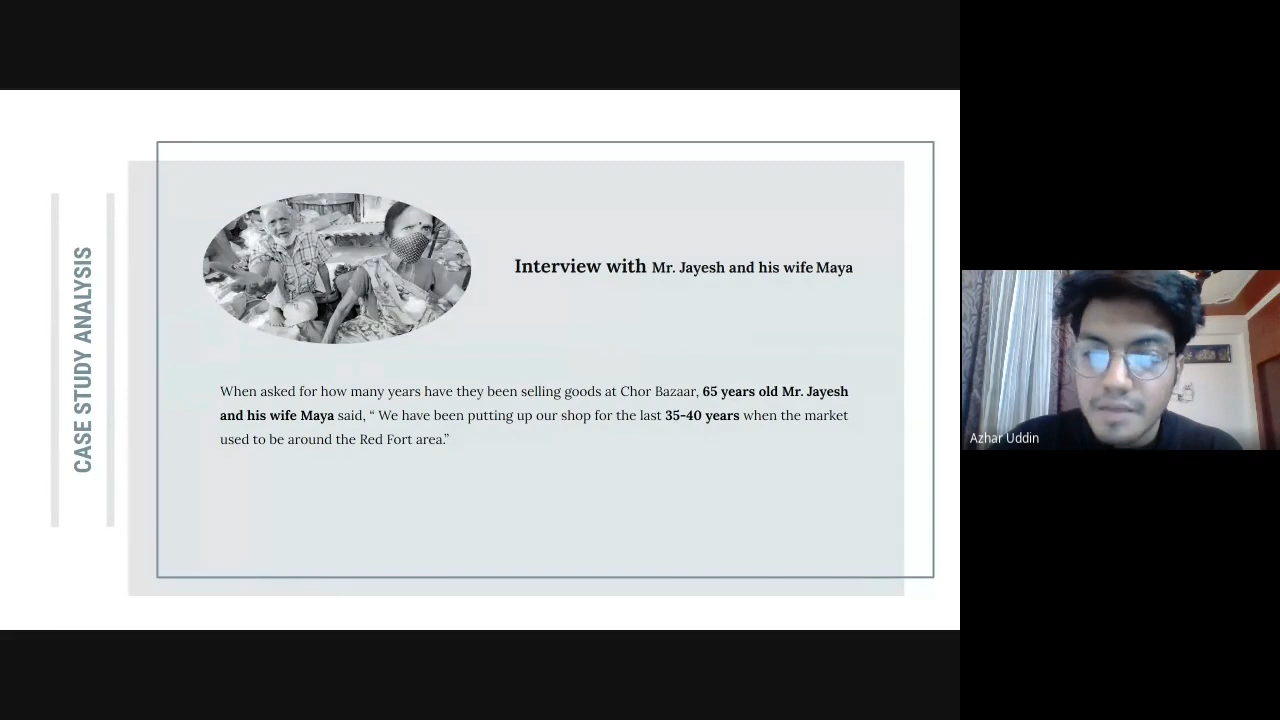 CASE STUDY ANALYSIS
Interview with Mr. Jayesh and his wife Maya
When asked for how many years have they been selling goods at Chor Bazaar, 65 years old Mr. Jayesh
and his wife Maya said, “ We have been putting up our shop for the last 35-40 years when the market
used to be around the Red Fort area.”
Azhar Uddin